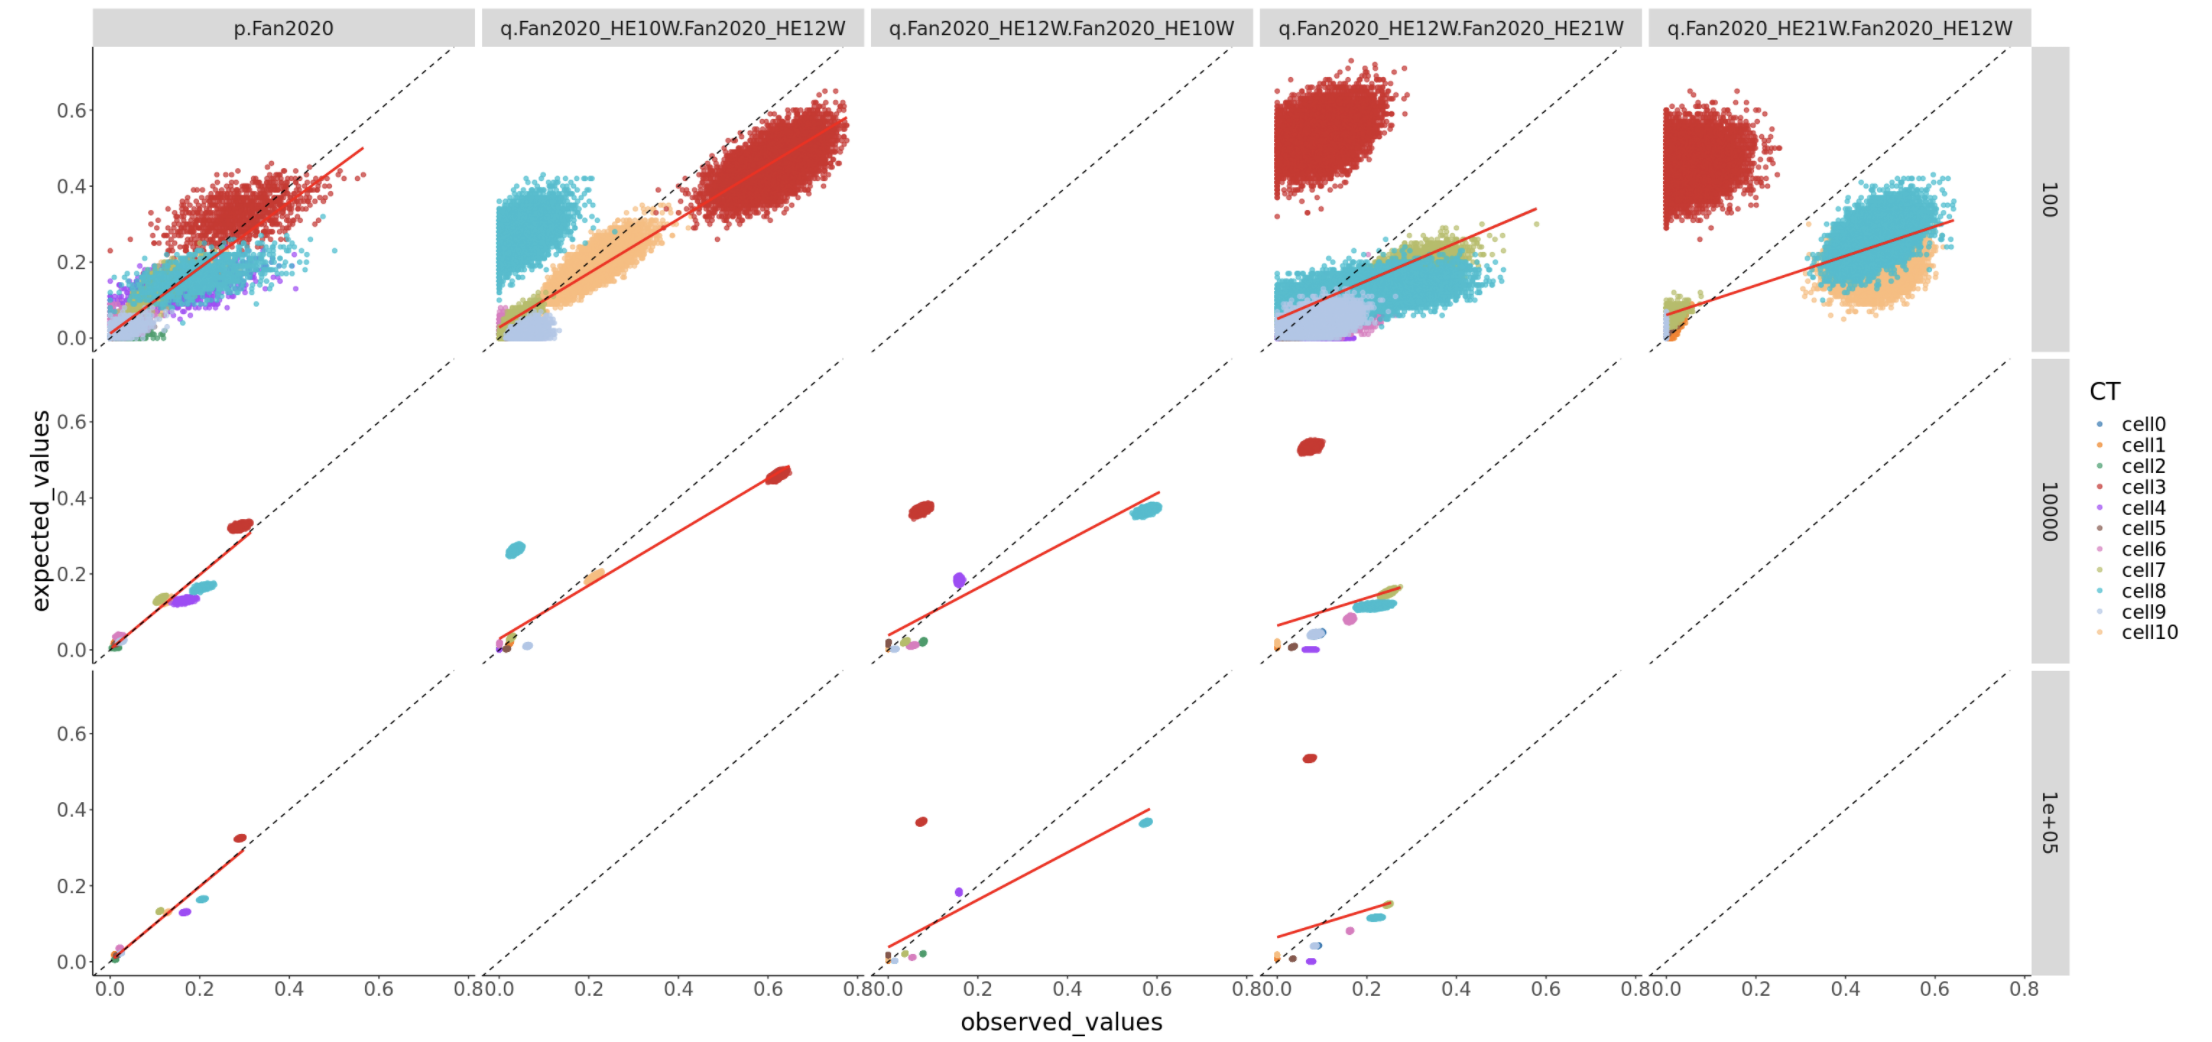 p.Fan2020
q.Fan2020_HE10W.Fan2020_HE12W
q.Fan2020_HE12W.Fan2020_HE10W
q.Fan2020_HE12W.Fan2020_HE21W
q.Fan2020_HE21W.Fan2020_HE12W
0.6
0.4
0.2
0.0
100
0.6
0.4
0.2
0.0
10000
0.6
0.4
0.2
0.0
1e+05
expected_values
0.0 0.2 0.4 0.6 0.8
0.0 0.2 0.4 0.6 0.8
0.0 0.2 0.4 0.6 0.8
0.0 0.2 0.4 0.6 0.8
0.0 0.2 0.4 0.6 0.8
observed_values
CT
cell0
cell1
cell2
cell3
cell4
cell5
cell6
cell7
cell8
cell9
cell10